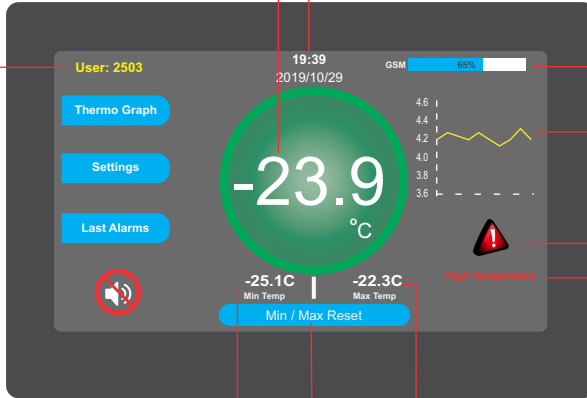 User: 2503
19:39
2019/10/29
GSM 65%
Thermo Graph
Settings
Last Alarms
-23.9
°C
4.6
4.4
4.2
4.0
3.8
3.6
!
High Temperature
-25.1C
Min Temp
-22.3C
Max Temp
Min / Max Reset